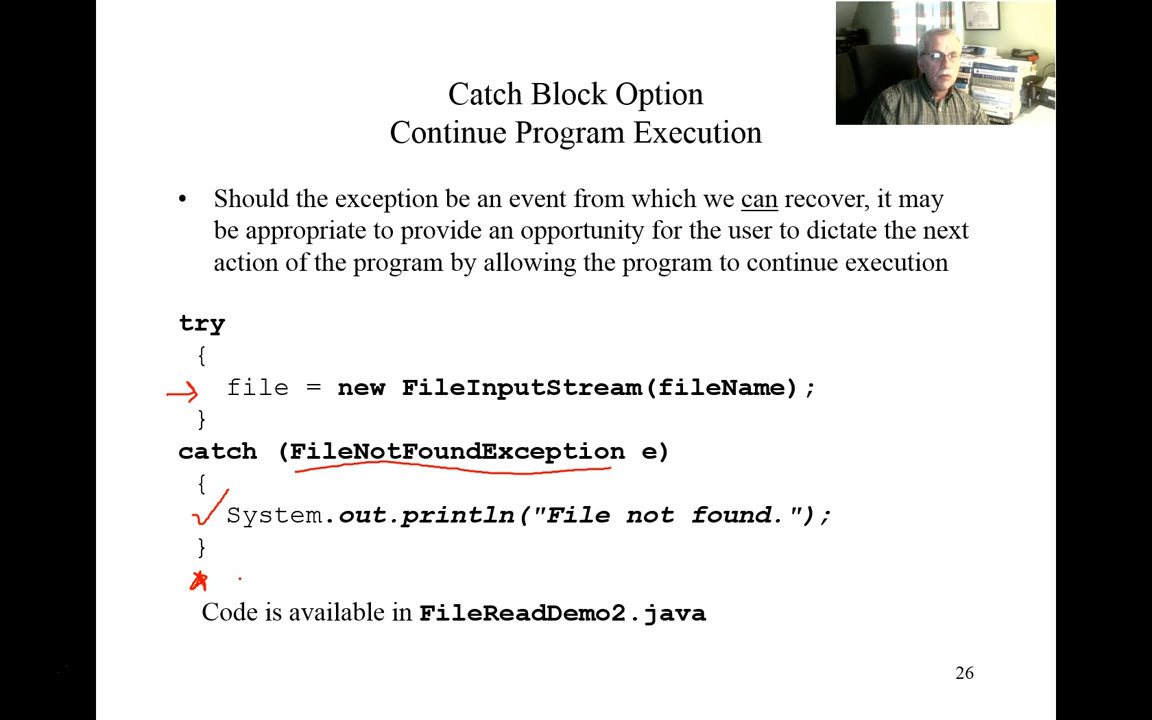 Catch Block Option
Continue Program Execution
• Should the exception be an event from which we can recover, it may
be appropriate to provide an opportunity for the user to dictate the next
action of the program by allowing the program to continue execution
try
{
file = new FileInputStream(fileName);
}
catch (FileNotFoundException e)
{
System.out.println("File not found.");
}
Code is available in FileReadDemo2.java
26